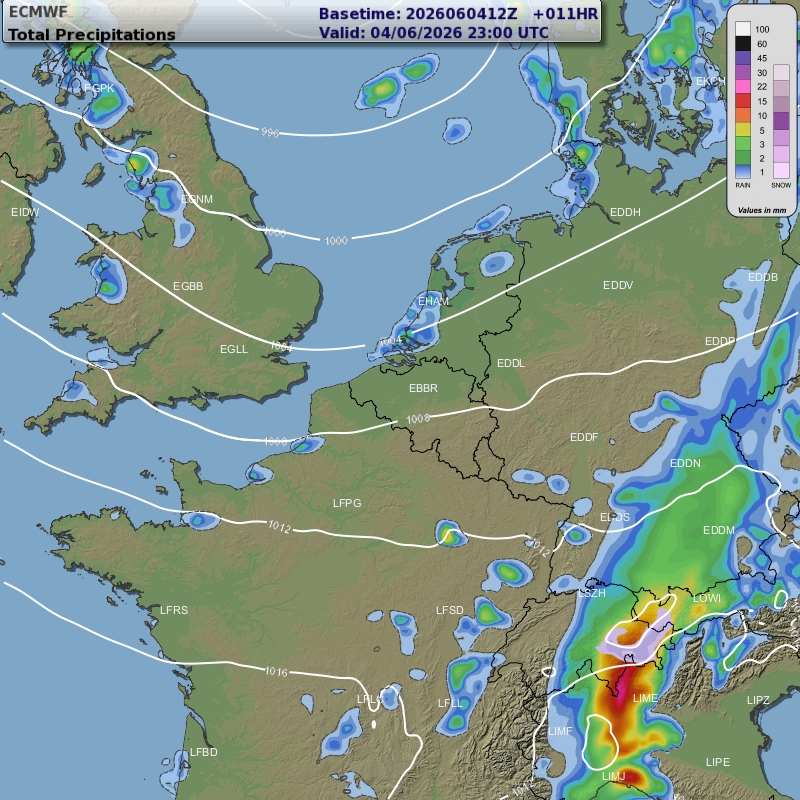 ECMWF
Total Precipitations
Basetime: 2026060412Z +011HR
Valid: 04/06/2026 23:00 UTC
100
60
45
30
22
15
10
5
3
2
1
RAIN SNOW
Values in mm
EGPK
EKCH
996
EIDW
EGNM
1000
1000
EDDH
EGBB
EHAM
EDDV
EDDB
EGLL
1004
1004
EDDP
EDDL
EBBR
1008
1008
EDDF
EDDN
LFPG
1012
1012
EDDS
EDDM
LFRS
LFSD
LSZH
LOWI
1016
LFLL
LIME
LIPZ
LFBD
LIMF
LIPE
LIMJ